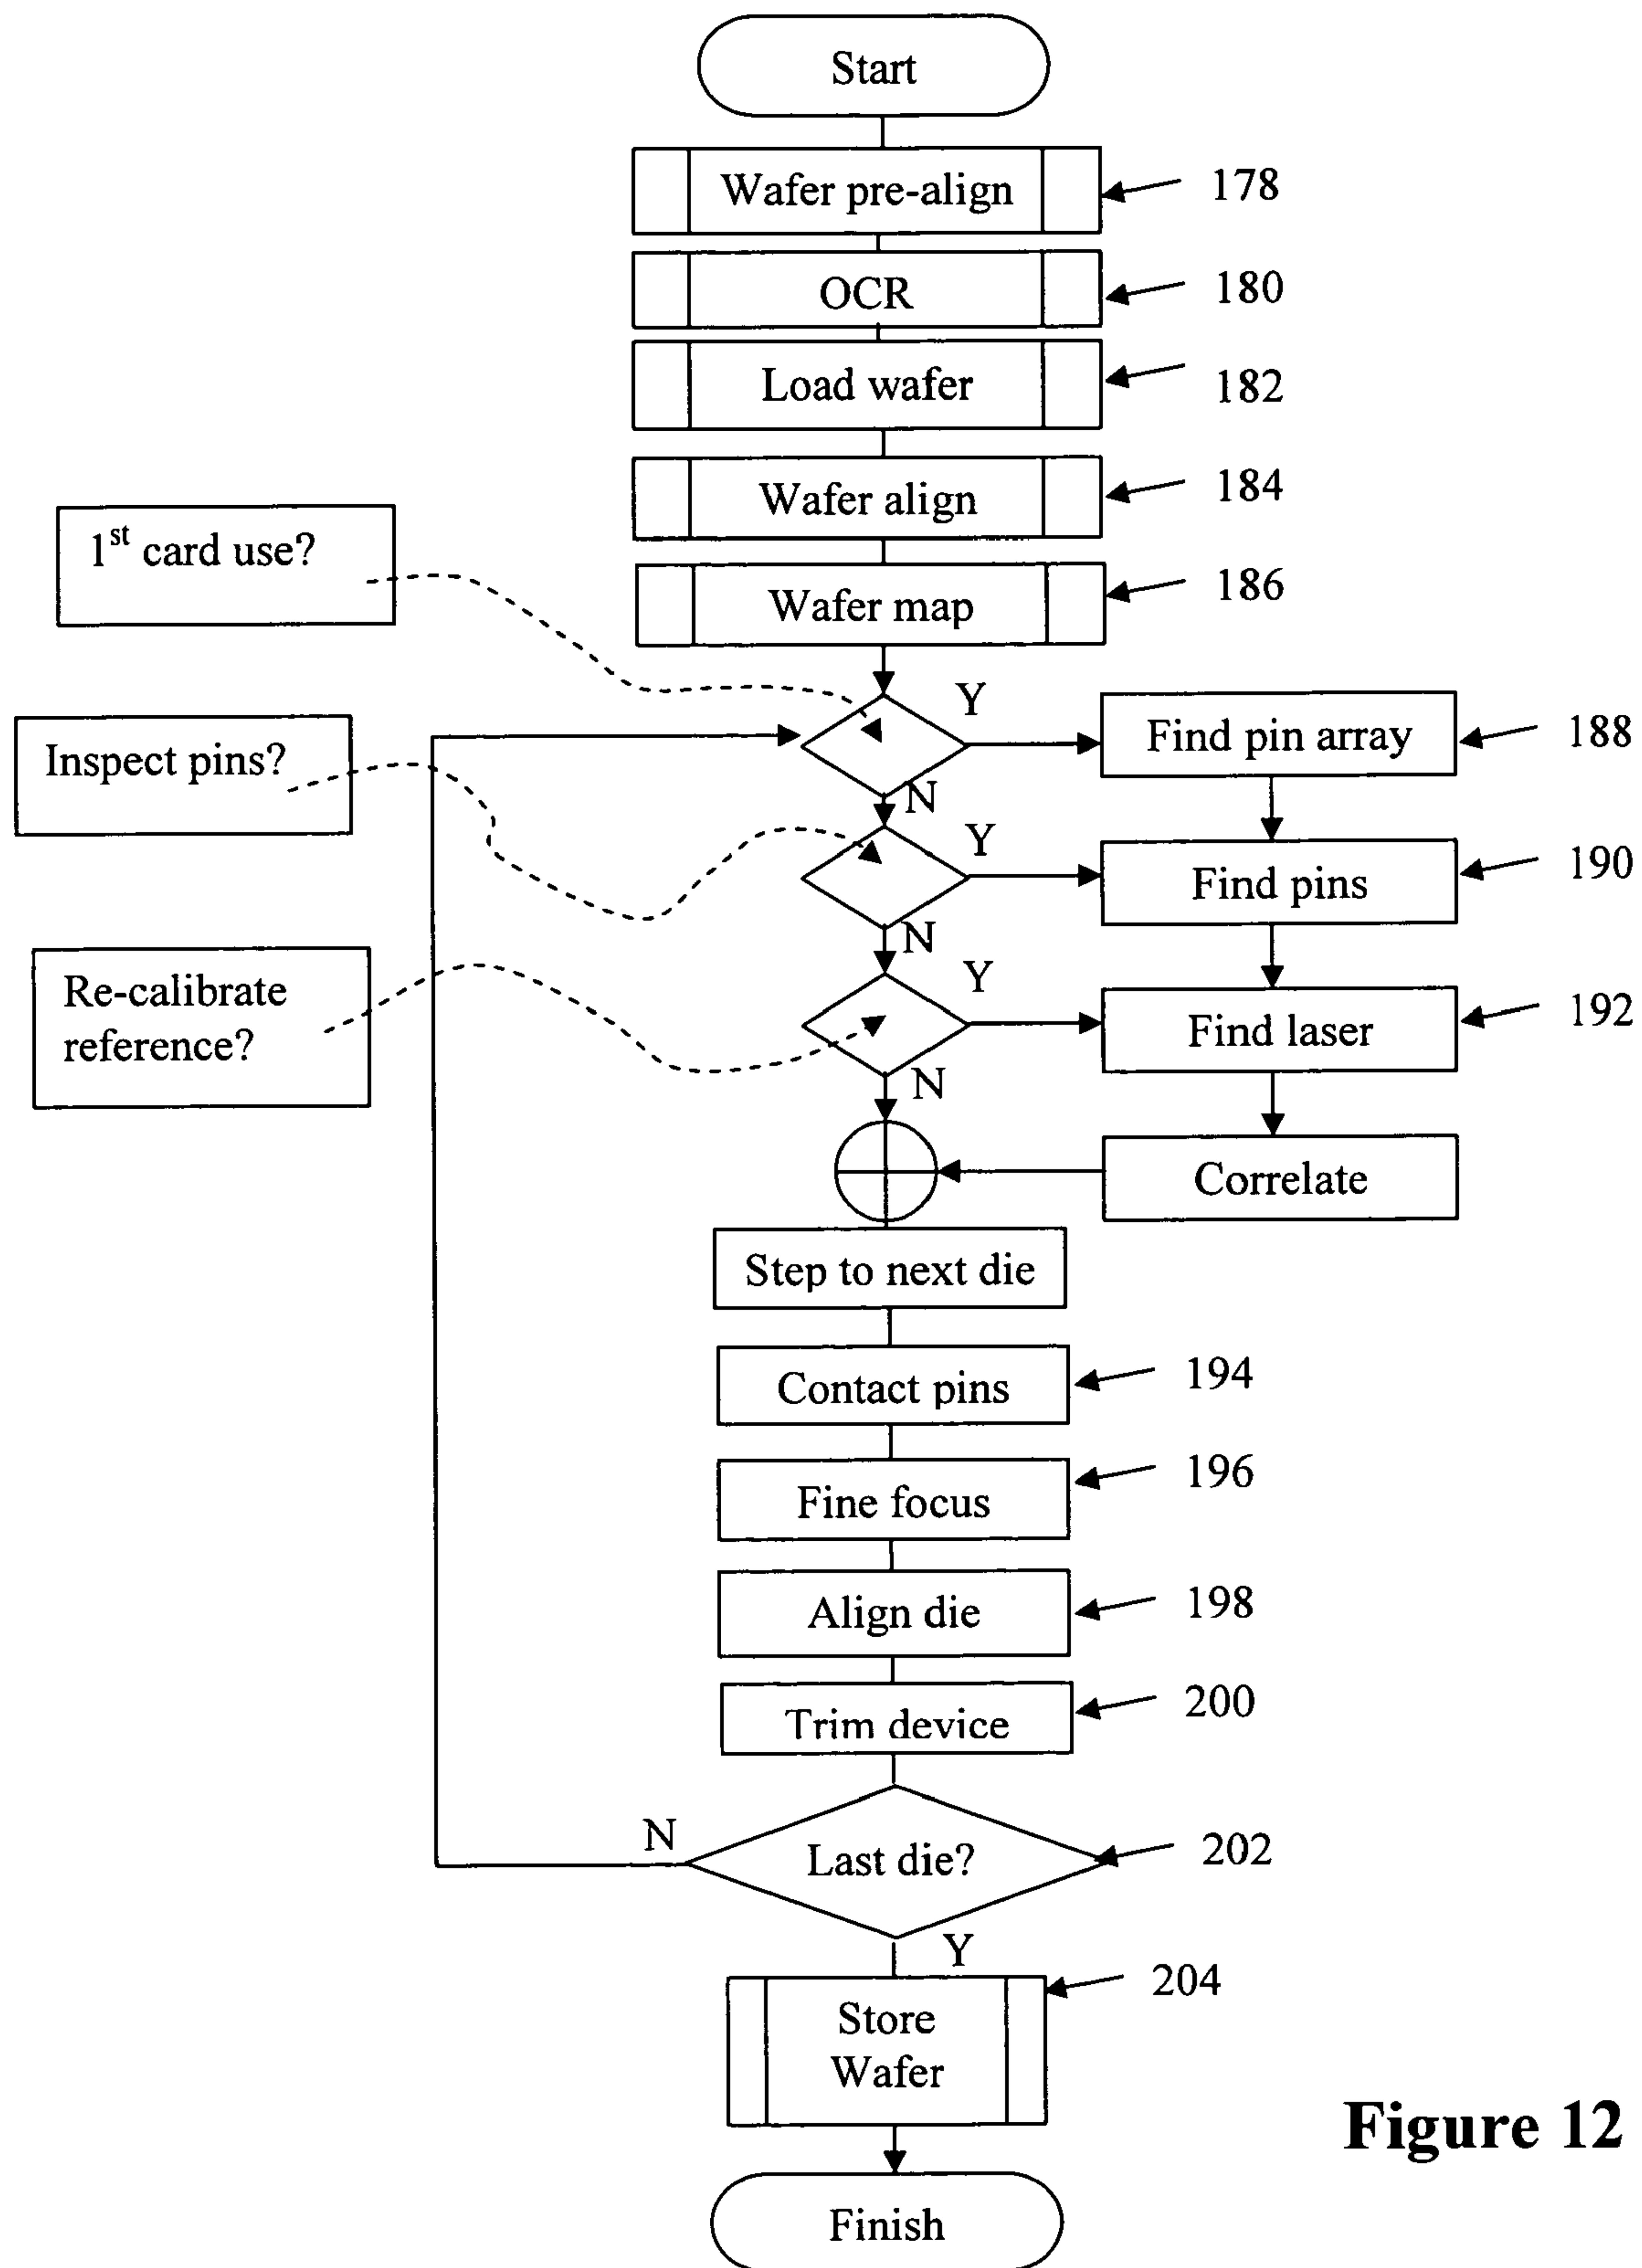 Start
Wafer pre-align
178
OCR
180
Load wafer
182
Wafer align
184
1st card use?
Wafer map
186
Y
Find pin array
188
Inspect pins?
N
Y
Find pins
190
N
Re-calibrate
reference?
Y
Find laser
192
N
Correlate
Step to next die
Contact pins
194
Fine focus
196
Align die
198
Trim device
200
N
Last die?
202
Y
Store
Wafer
204
Figure 12
Finish